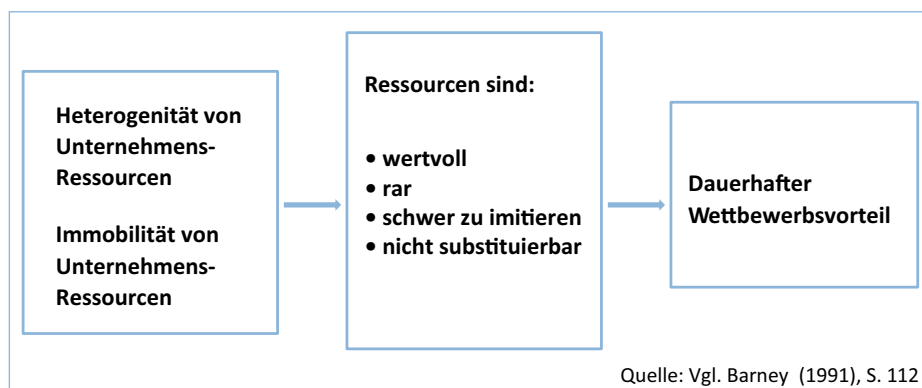 Heterogenität von
Unternehmens-
Ressourcen
Immobilität von
Unternehmens-
Ressourcen
Ressourcen sind:
• wertvoll
• rar
• schwer zu imitieren
• nicht substituierbar
Dauerhafter
Wettbewerbsvorteil
Quelle: Vgl. Barney (1991), S. 112